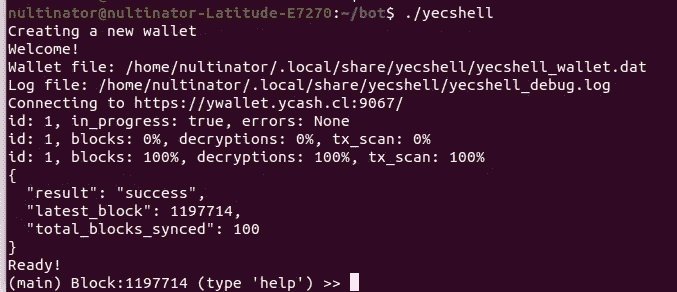 nultinator@nultinator-Latitude-E7270:~/bot$ ./yecshell
Creating a new wallet
Welcome!
Wallet file: /home/nultinator/.local/share/yecshell/yecshell_wallet.dat
Log file: /home/nultinator/.local/share/yecshell/yecshell_debug.log
Connecting to https://ywallet.ycash.cl:9067/
id: 1, in_progress: true, errors: None
id: 1, blocks: 0%, decryptions: 0%, tx_scan: 0%
id: 1, blocks: 100%, decryptions: 100%, tx_scan: 100%
{
  "result": "success",
  "latest_block": 1197714,
  "total_blocks_synced": 100
}
Ready!
(main) Block:1197714 (type 'help') >>